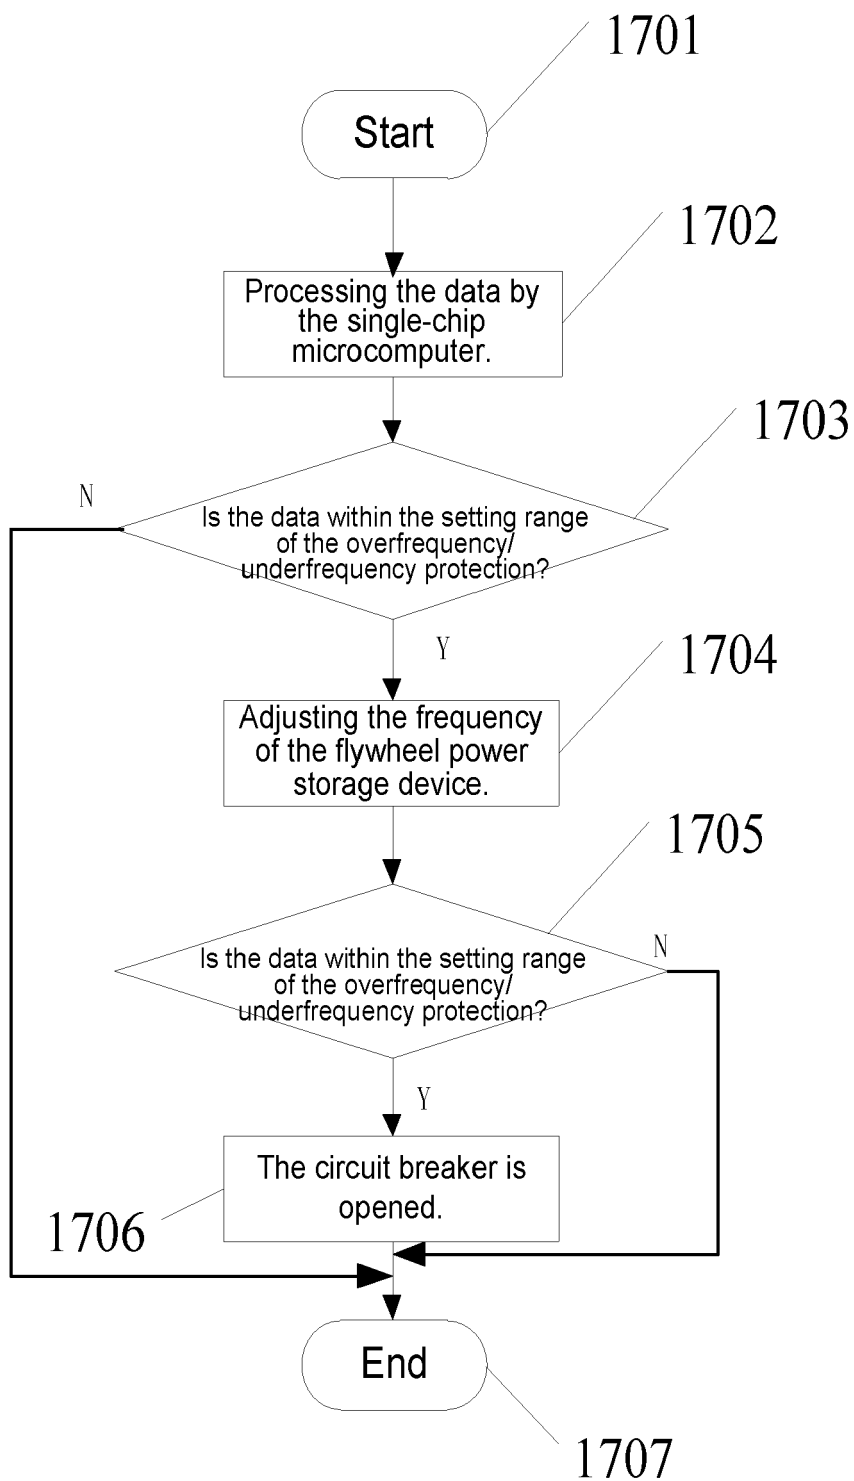 1701
Start
1702
Processing the data by
the single-chip
microcomputer.
1703
N
Is the data within the setting range
of the overfrequency/
underfrequency protection?
Y
1704
Adjusting the frequency
of the flywheel power
storage device.
1705
N
Is the data within the setting range
of the overfrequency/
underfrequency protection?
Y
The circuit breaker is
opened.
1706
End
1707